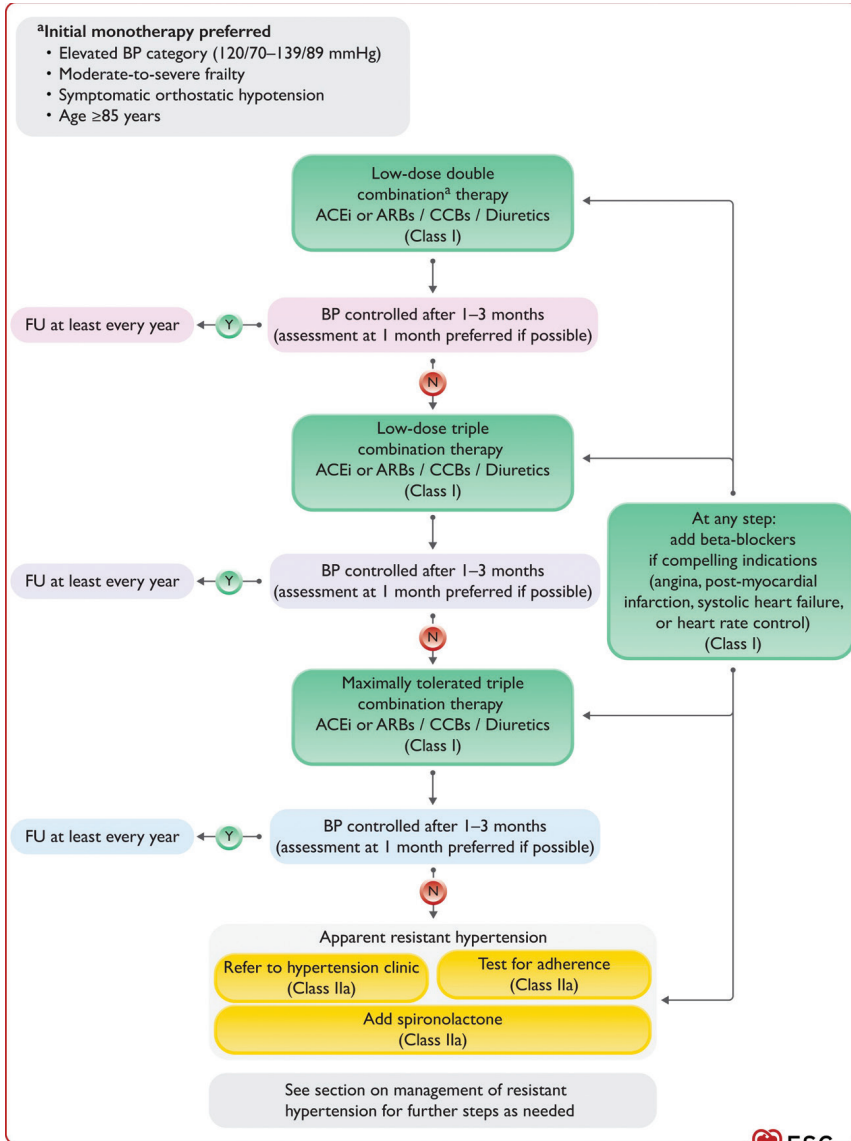 aInitial monotherapy preferred
• Elevated BP category (120/70–139/89 mmHg)
• Moderate-to-severe frailty
• Symptomatic orthostatic hypotension
• Age ≥85 years
Low-dose double
combinationa therapy
ACEi or ARBs / CCBs / Diuretics
(Class I)
FU at least every year
Y
BP controlled after 1–3 months
(assessment at 1 month preferred if possible)
N
Low-dose triple
combination therapy
ACEi or ARBs / CCBs / Diuretics
(Class I)
At any step:
add beta-blockers
if compelling indications
(angina, post-myocardial
infarction, systolic heart failure,
or heart rate control)
(Class I)
FU at least every year
Y
BP controlled after 1–3 months
(assessment at 1 month preferred if possible)
N
Maximally tolerated triple
combination therapy
ACEi or ARBs / CCBs / Diuretics
(Class I)
FU at least every year
Y
BP controlled after 1–3 months
(assessment at 1 month preferred if possible)
N
Apparent resistant hypertension
Refer to hypertension clinic
(Class IIa)
Test for adherence
(Class IIa)
Add spironolactone
(Class IIa)
See section on management of resistant
hypertension for further steps as needed